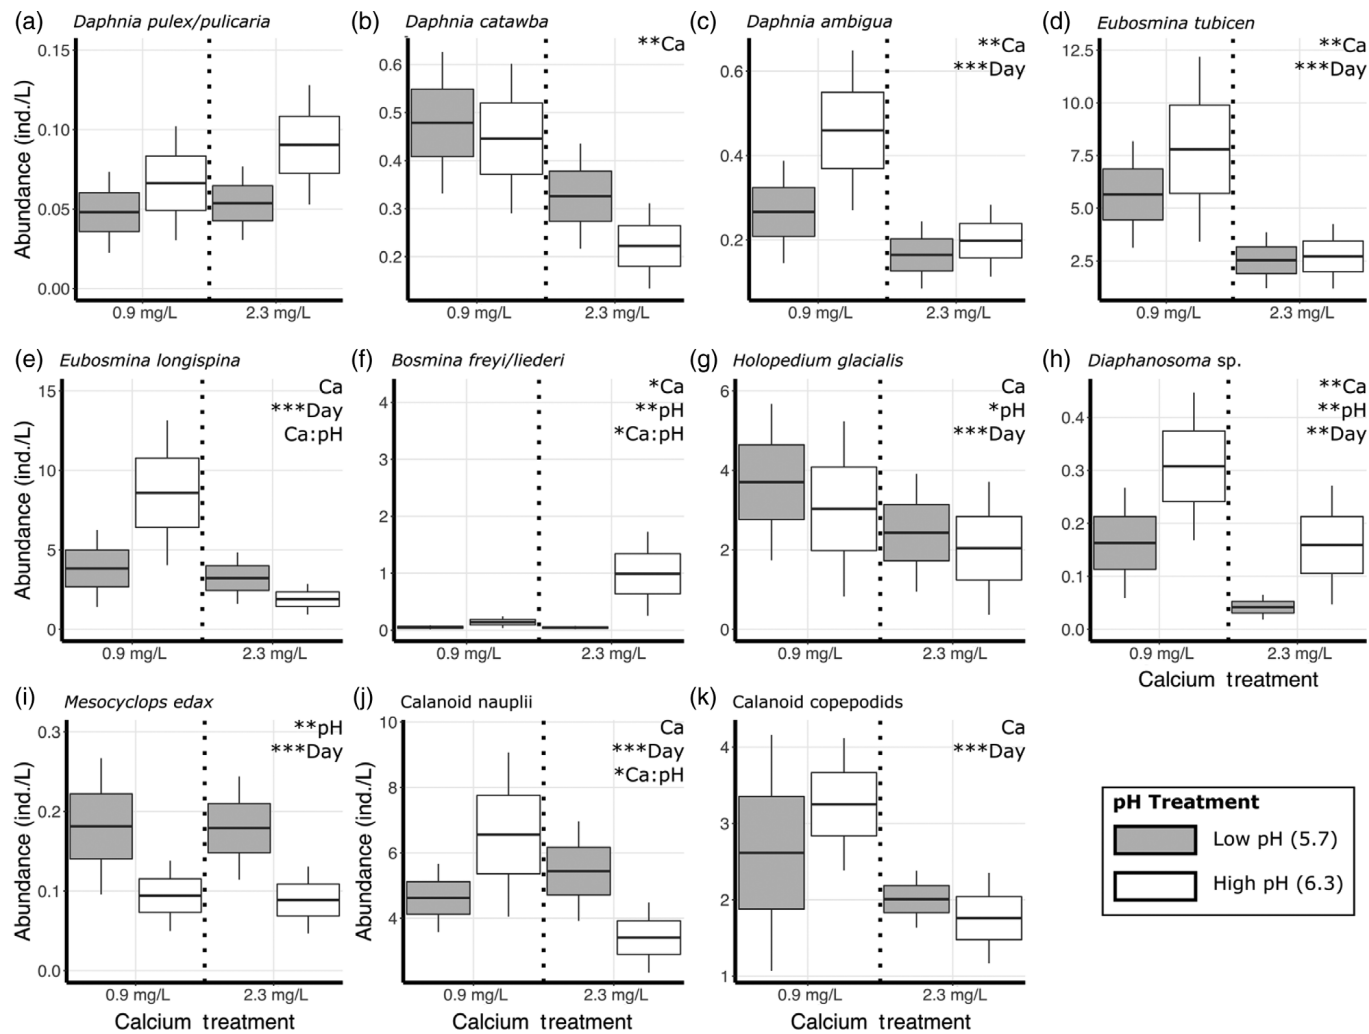 (a) Daphnia pulex/pulicaria
Abundance (ind./L)
0.15
0.10
0.05
0.00
0.9 mg/L
2.3 mg/L
(b) Daphnia catawba
**Ca
0.6
0.5
0.4
0.3
0.2
0.9 mg/L
2.3 mg/L
(c) Daphnia ambigua
**Ca
***Day
0.6
0.4
0.2
0.9 mg/L
2.3 mg/L
(d) Eubosmina tubicen
**Ca
***Day
12.5
10.0
7.5
5.0
2.5
0.9 mg/L
2.3 mg/L
(e) Eubosmina longispina
Ca
***Day
Ca:pH
Abundance (ind./L)
15
10
5
0
0.9 mg/L
2.3 mg/L
(f) Bosmina freyi/liederi
*Ca
**pH
*Ca:pH
4
3
2
1
0
0.9 mg/L
2.3 mg/L
(g) Holopedium glacialis
Ca
*pH
***Day
6
4
2
0
0.9 mg/L
2.3 mg/L
(h) Diaphanosoma sp.
**Ca
**pH
**Day
0.4
0.3
0.2
0.1
0.0
0.9 mg/L
2.3 mg/L
Calcium treatment
(i) Mesocyclops edax
**pH
***Day
Abundance (ind./L)
0.3
0.2
0.1
0.0
0.9 mg/L
2.3 mg/L
Calcium treatment
(j) Calanoid nauplii
Ca
***Day
*Ca:pH
Abundance (ind./L)
10
8
6
4
0.9 mg/L
2.3 mg/L
Calcium treatment
(k) Calanoid copepodids
Ca
***Day
4
3
2
1
0.9 mg/L
2.3 mg/L
Calcium treatment
pH Treatment
Low pH (5.7)
High pH (6.3)